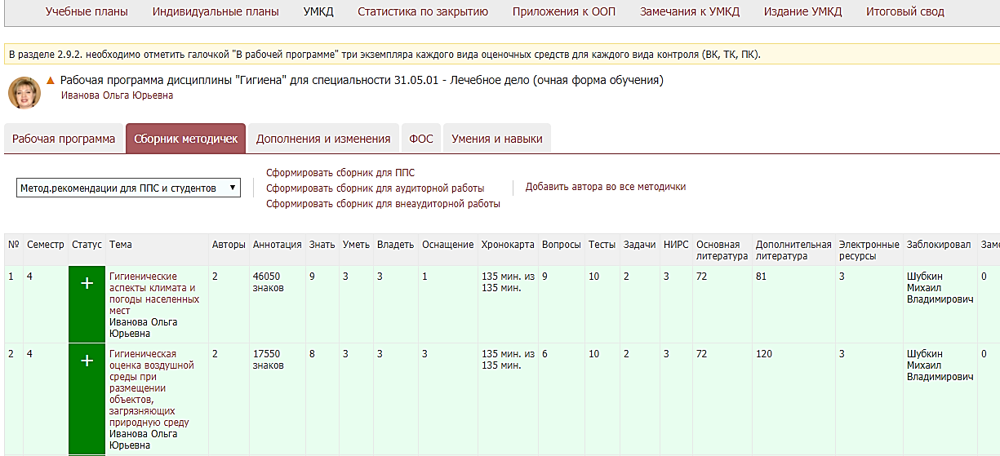 Учебные планы Индивидуальные планы УМКД Статистика по закрытию Приложения к ООП Замечания к УМКД Издание УМКД Итоговый свод
В разделе 2.9.2. необходимо отметить галочкой "В рабочей программе" три экземпляра каждого вида оценочных средств для каждого вида контроля (ВК, ТК, ПК).
Рабочая программа дисциплины "Гигиена" для специальности 31.05.01 - Лечебное дело (очная форма обучения)
Иванова Ольга Юрьевна
Рабочая программа Сборник методичек Дополнения и изменения ФОС Умения и навыки
Сформировать сборник для ППС
Метод.рекомендации для ППС и студентов Сформировать сборник для аудиторной работы Добавить автора во все методички
Сформировать сборник для внеаудиторной работы
№ Семестр Статус Тема Авторы Аннотация Знать Уметь Владеть Оснащение Хронокарта Вопросы Тесты Задачи НИРС Основная Дополнительная Электронные Заблокировал Заме
литература литература ресурсы
1 4 + Гигиенические 2 46050 9 3 3 1 135 мин. из 9 10 2 3 72 81 3 Шубкин 0
аспекты климата и знаков 135 мин. Михаил
погоды населенных Владимирович
мест
Иванова Ольга
Юрьевна
2 4 + Гигиеническая 2 17550 8 3 3 3 135 мин. из 6 10 2 3 72 120 3 Шубкин 0
оценка воздушной знаков 135 мин. Михаил
среды при Владимирович
размещении
объектов,
загрязняющих
природную среду
Иванова Ольга
Юрьевна